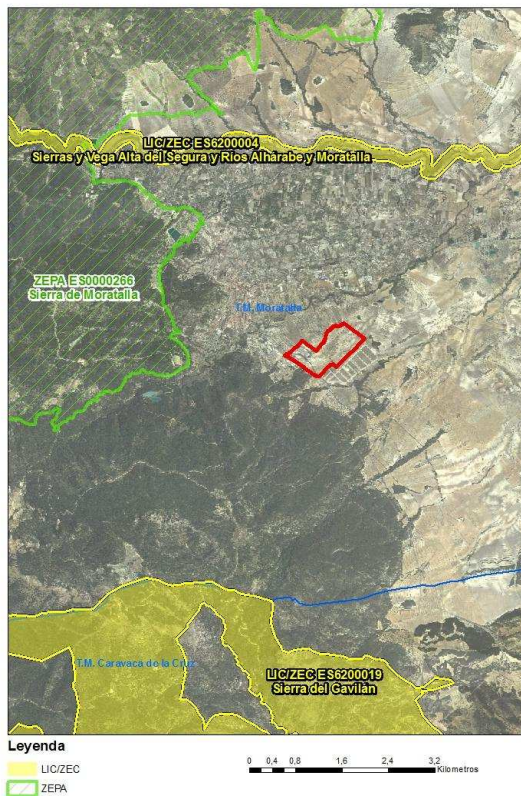 LIC/ZEC ES6200004
Sierras y Vega Alta del Segura y Ríos Alhárabe y Moratalla
ZEPA ES0000266
Sierra de Moratalla
T.M. Moratalla
LIC/ZEC ES6200019
Sierra del Gavilán
T.M. Caravaca de la Cruz
Leyenda
LIC/ZEC
ZEPA
0 0,4 0,8 1,6 2,4 3,2
Kilometros